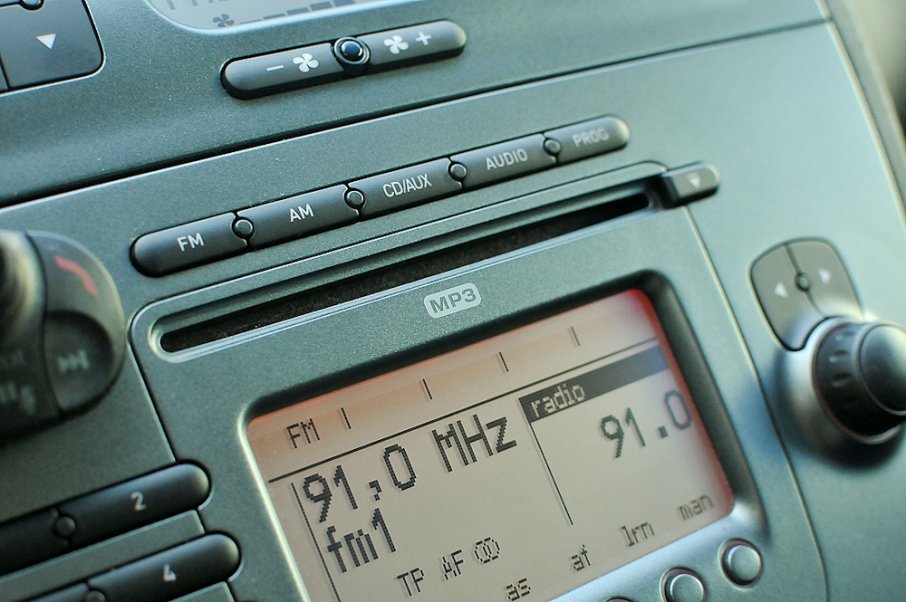 − +
FM AM CD/AUX AUDIO PROG
MP3
FM
radio
91,0 MHz 91.0
fm1
TP AF
as af lrn man
2
4